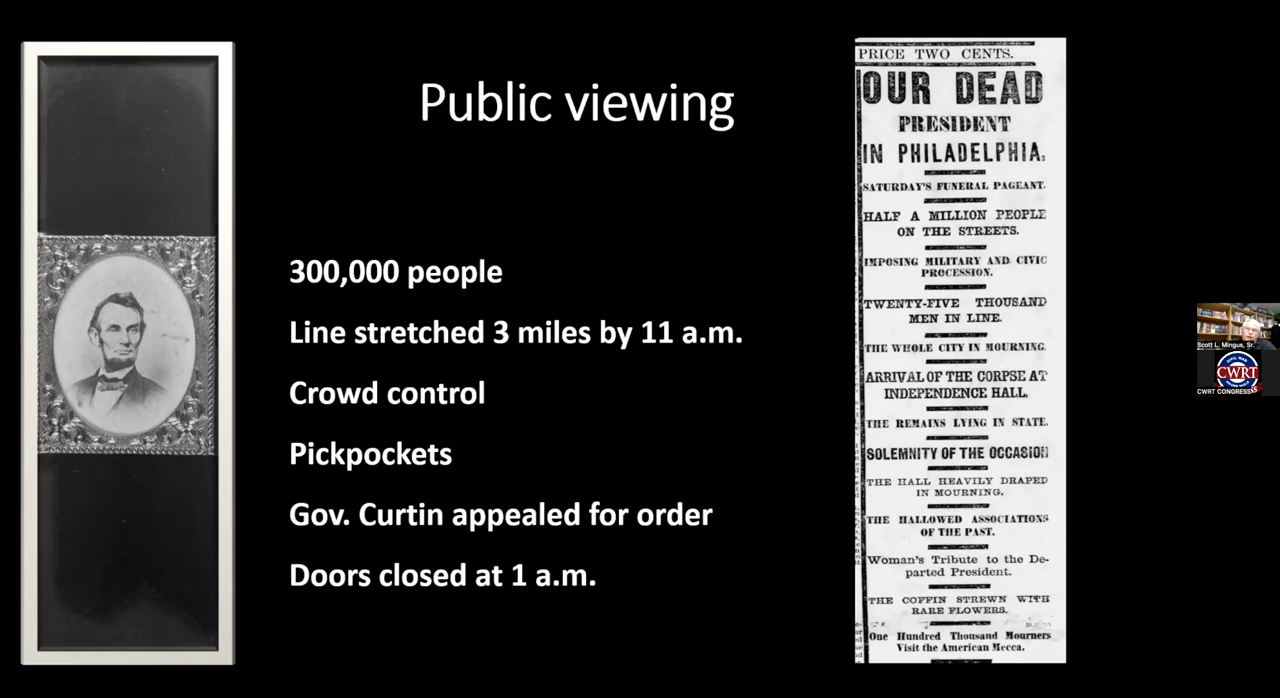 Public viewing
300,000 people
Line stretched 3 miles by 11 a.m.
Crowd control
Pickpockets
Gov. Curtin appealed for order
Doors closed at 1 a.m.
PRICE TWO CENTS.
OUR DEAD
PRESIDENT
IN PHILADELPHIA.
SATURDAY'S FUNERAL PAGEANT.
HALF A MILLION PEOPLE
ON THE STREETS.
IMPOSING MILITARY AND CIVIC
PROCESSION.
TWENTY-FIVE THOUSAND
MEN IN LINE.
THE WHOLE CITY IN MOURNING.
ARRIVAL OF THE CORPSE AT
INDEPENDENCE HALL.
THE REMAINS LYING IN STATE.
SOLEMNITY OF THE OCCASION
THE HALL HEAVILY DRAPED
IN MOURNING.
THE HALLOWED ASSOCIATIONS
OF THE PAST.
Woman's Tribute to the De-
parted President.
THE COFFIN STREWN WITH
RARE FLOWERS.
One Hundred Thousand Mourners
Visit the American Mecca.
Scott L. Mingus, Sr.
CIVIL WAR
CWRT
CWRT CONGRESS